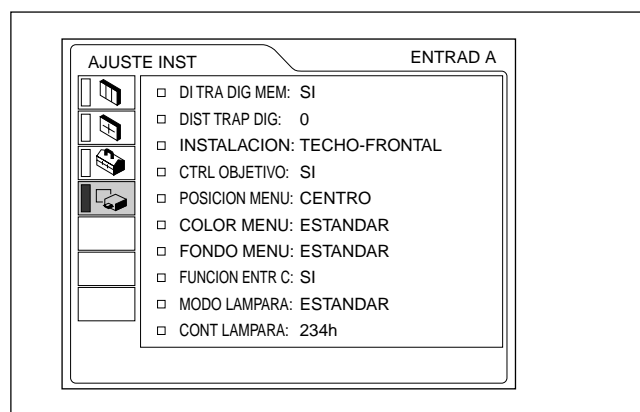 AJUSTE INST ENTRAD A
DI TRA DIG MEM: SI
DIST TRAP DIG: 0
INSTALACION: TECHO-FRONTAL
CTRL OBJETIVO: SI
POSICION MENU: CENTRO
COLOR MENU: ESTANDAR
FONDO MENU: ESTANDAR
FUNCION ENTR C: SI
MODO LAMPARA: ESTANDAR
CONT LAMPARA: 234h